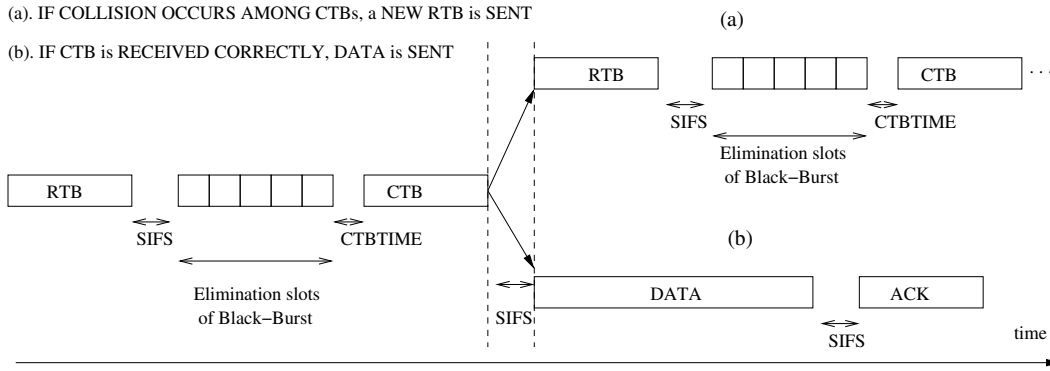 (a). IF COLLISION OCCURS AMONG CTBs, a NEW RTB is SENT
(b). IF CTB is RECEIVED CORRECTLY, DATA is SENT
(a)
RTB
CTB
. . .
SIFS
CTBTIME
Elimination slots
of Black−Burst
RTB
CTB
SIFS
CTBTIME
Elimination slots
of Black−Burst
(b)
SIFS
DATA
ACK
SIFS
time